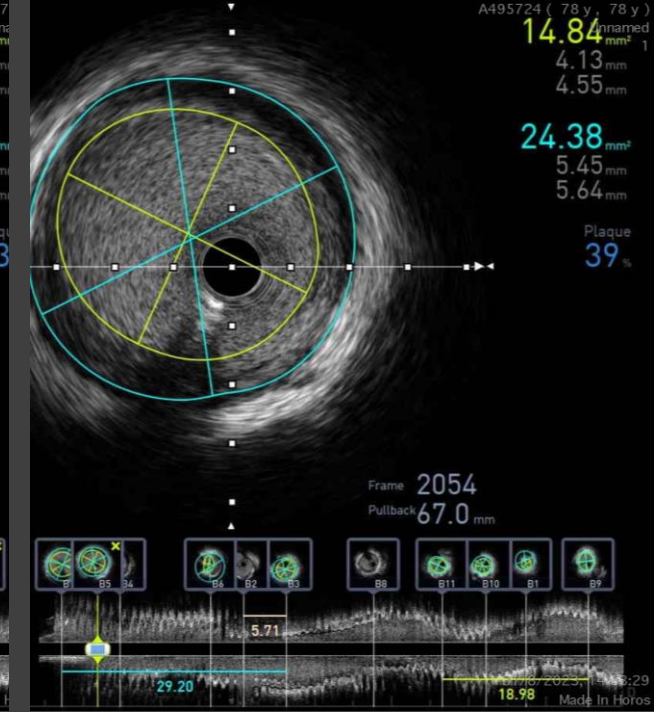 A495724 ( 78 y , 78 y )
Unnamed
14.84 mm²
1
4.13 mm
4.55 mm
24.38 mm²
5.45 mm
5.64 mm
Plaque
39 %
Frame 2054
Pullback 67.0 mm
B5 B6 B2 B3 B8 B11 B10 B1 B9
5.71
29.20
18.98
Made In Horos